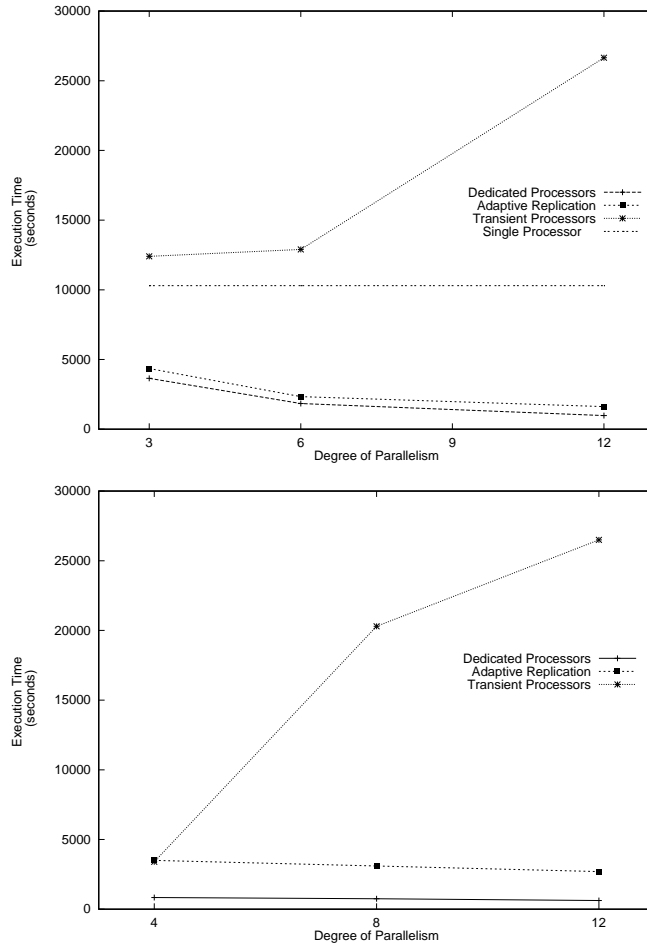 30000
25000
20000
15000
10000
5000
0
Execution Time
(seconds)
Dedicated Processors
Adaptive Replication
Transient Processors
Single Processor
3
6
9
12
Degree of Parallelism
30000
25000
20000
15000
10000
5000
0
Execution Time
(seconds)
Dedicated Processors
Adaptive Replication
Transient Processors
4
8
12
Degree of Parallelism